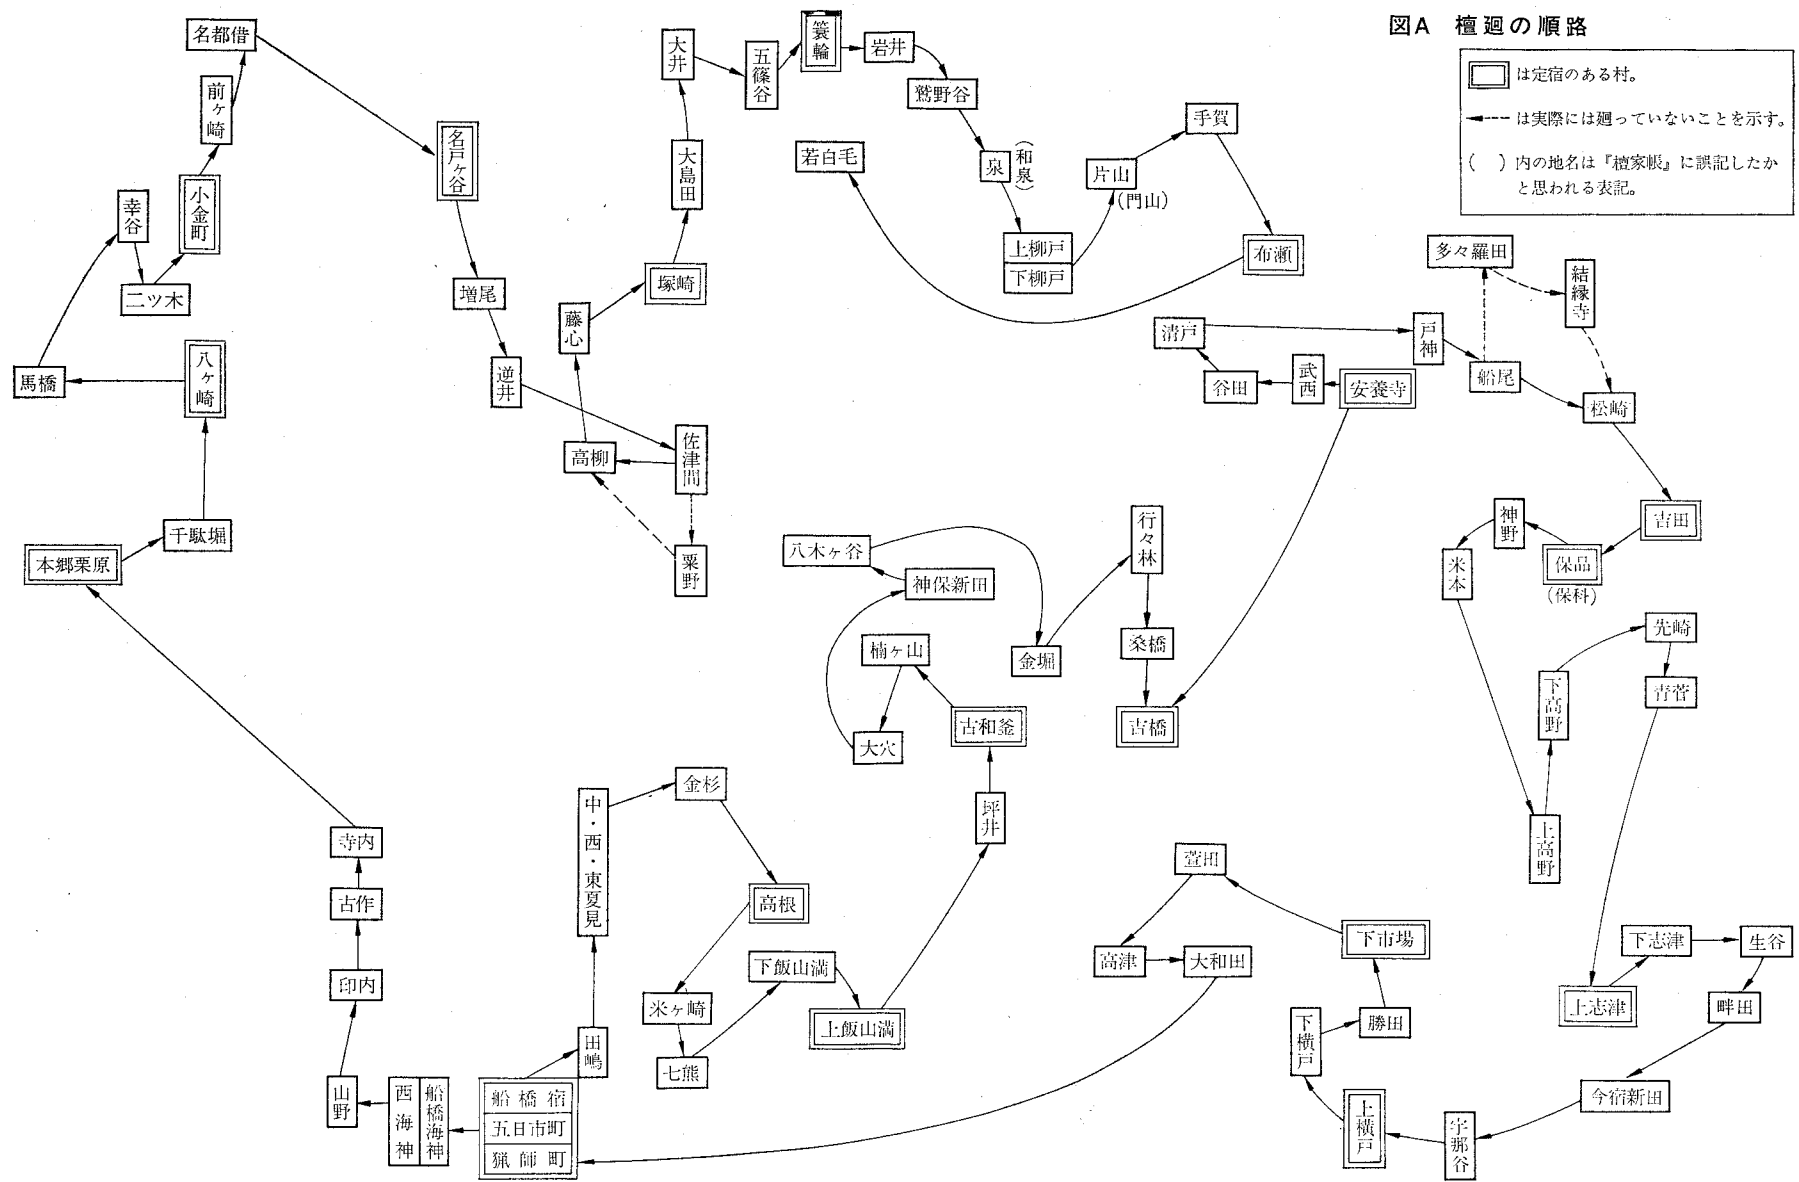 図A 檀廻の順路
は定宿のある村。
は実際には廻っていないことを示す。
( )内の地名は『檀家帳』に誤記したか
と思われる表記。
名都借
前ヶ崎
小金町
幸谷
二ツ木
馬橋
八ヶ崎
千駄堀
本郷栗原
寺内
古作
印内
山野
西海神
船橋海神
船橋宿
五日市町
猟師町
田嶋
中・西・東夏見
金杉
高根
米ヶ崎
七熊
下飯山満
上飯山満
坪井
古和釜
楠ヶ山
大穴
神保新田
八木ヶ谷
金堀
行々林
桑橋
吉橋
名戸ヶ谷
増尾
逆井
佐津間
粟野
高柳
藤心
塚崎
大島田
大井
五篠谷
簑輪
岩井
鷲野谷
泉
(和泉)
上柳戸
下柳戸
片山
(門山)
手賀
布瀬
若白毛
安養寺
武西
谷田
清戸
戸神
船尾
多々羅田
結縁寺
松崎
吉田
保品
(保科)
神野
米本
上高野
下高野
先崎
青菅
上志津
下志津
生谷
畔田
今宿新田
宇那谷
上横戸
下横戸
勝田
下市場
萱田
高津
大和田